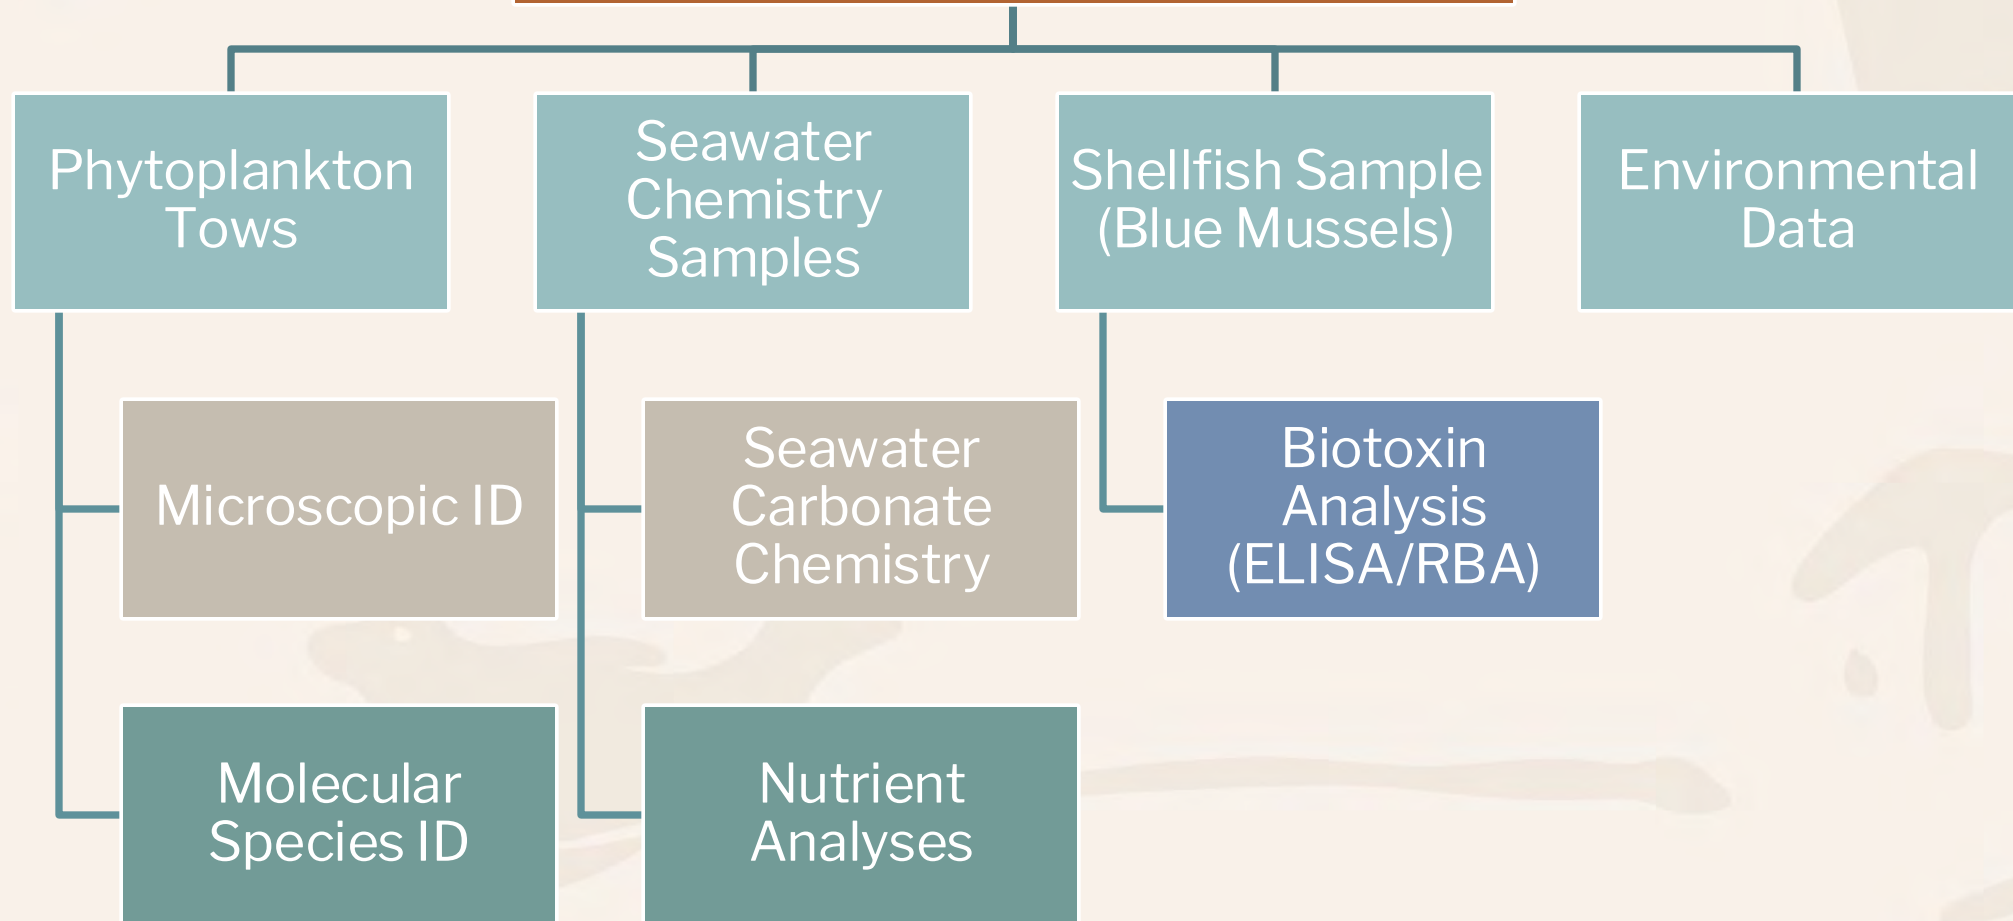 Phytoplankton
Tows
Seawater
Chemistry
Samples
Shellfish Sample
(Blue Mussels)
Environmental
Data
Microscopic ID
Seawater
Carbonate
Chemistry
Biotoxin
Analysis
(ELISA/RBA)
Molecular
Species ID
Nutrient
Analyses